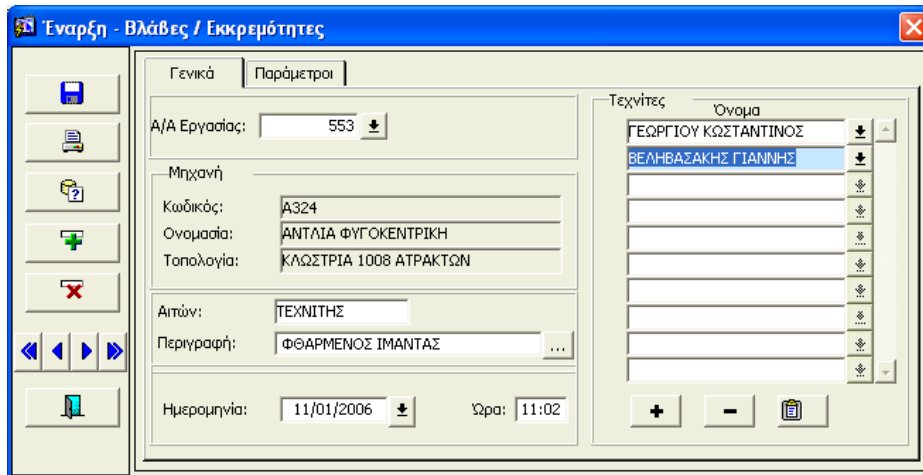 Έναρξη - Βλάβες / Εκκρεμότητες
Γενικά
Παράμετροι
Α/Α Εργασίας: 553
Μηχανή
Κωδικός: Α324
Ονομασία: ΑΝΤΛΙΑ ΦΥΓΟΚΕΝΤΡΙΚΗ
Τοπολογία: ΚΛΩΣΤΡΙΑ 1008 ΑΤΡΑΚΤΩΝ
Αιτών: ΤΕΧΝΙΤΗΣ
Περιγραφή: ΦΘΑΡΜΕΝΟΣ ΙΜΑΝΤΑΣ ...
Ημερομηνία: 11/01/2006 Ώρα: 11:02
Τεχνίτες
Όνομα
ΓΕΩΡΓΙΟΥ ΚΩΣΤΑΝΤΙΝΟΣ
ΒΕΛΗΒΑΣΑΚΗΣ ΓΙΑΝΝΗΣ